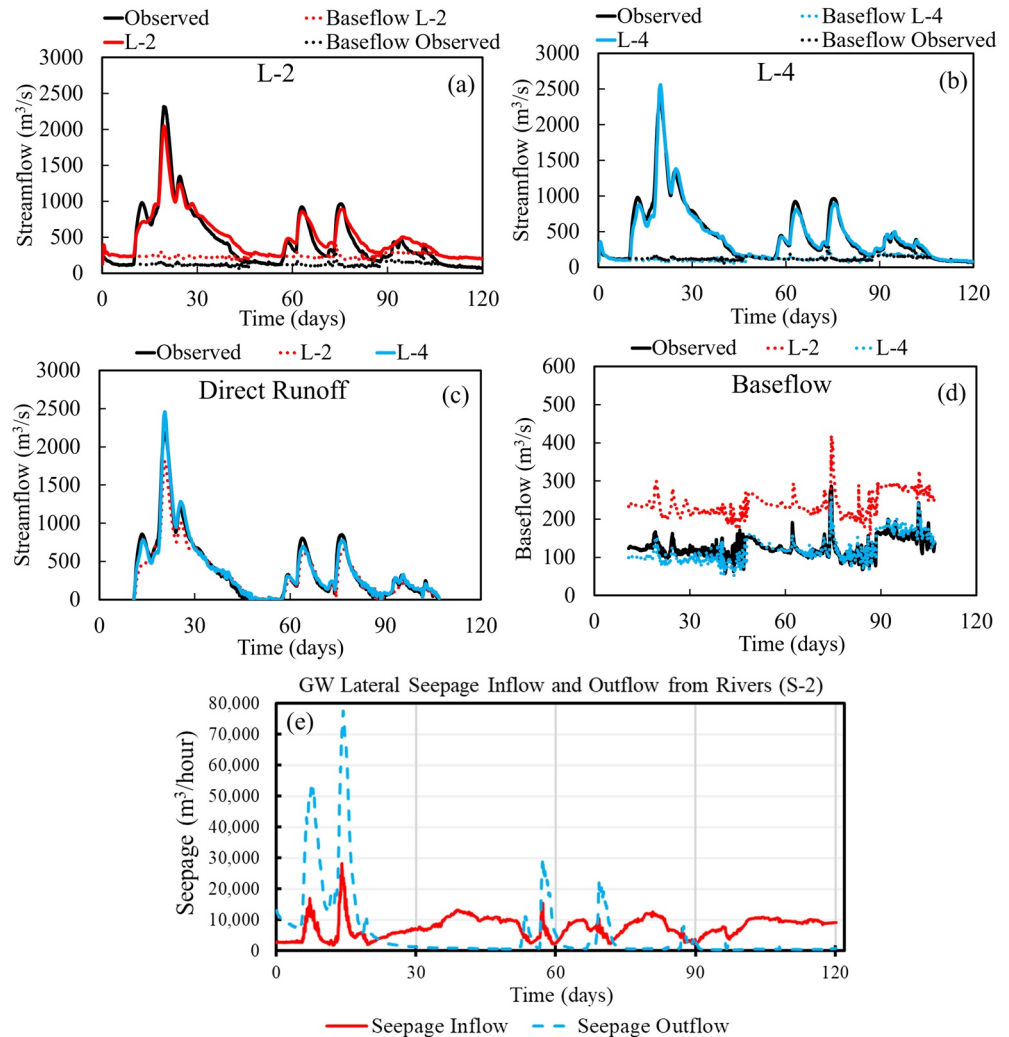 Observed Baseflow L-2
L-2 Baseflow Observed
3000
2500
2000
1500
1000
500
0
Streamflow (m³/s)
L-2
(a)
0 30 60 90 120
Time (days)
Observed Baseflow L-4
L-4 Baseflow Observed
3000
2500
2000
1500
1000
500
0
Streamflow (m³/s)
L-4
(b)
0 30 60 90 120
Time (days)
Observed L-2 L-4
3000
2500
2000
1500
1000
500
0
Streamflow (m³/s)
Direct Runoff
(c)
0 30 60 90 120
Time (days)
Observed L-2 L-4
600
500
400
300
200
100
0
Baseflow (m³/s)
Baseflow
(d)
0 30 60 90 120
Time (days)
GW Lateral Seepage Inflow and Outflow from Rivers (S-2)
80,000
70,000
60,000
50,000
40,000
30,000
20,000
10,000
0
Seepage (m³/hour)
(e)
0 30 60 90 120
Time (days)
Seepage Inflow Seepage Outflow